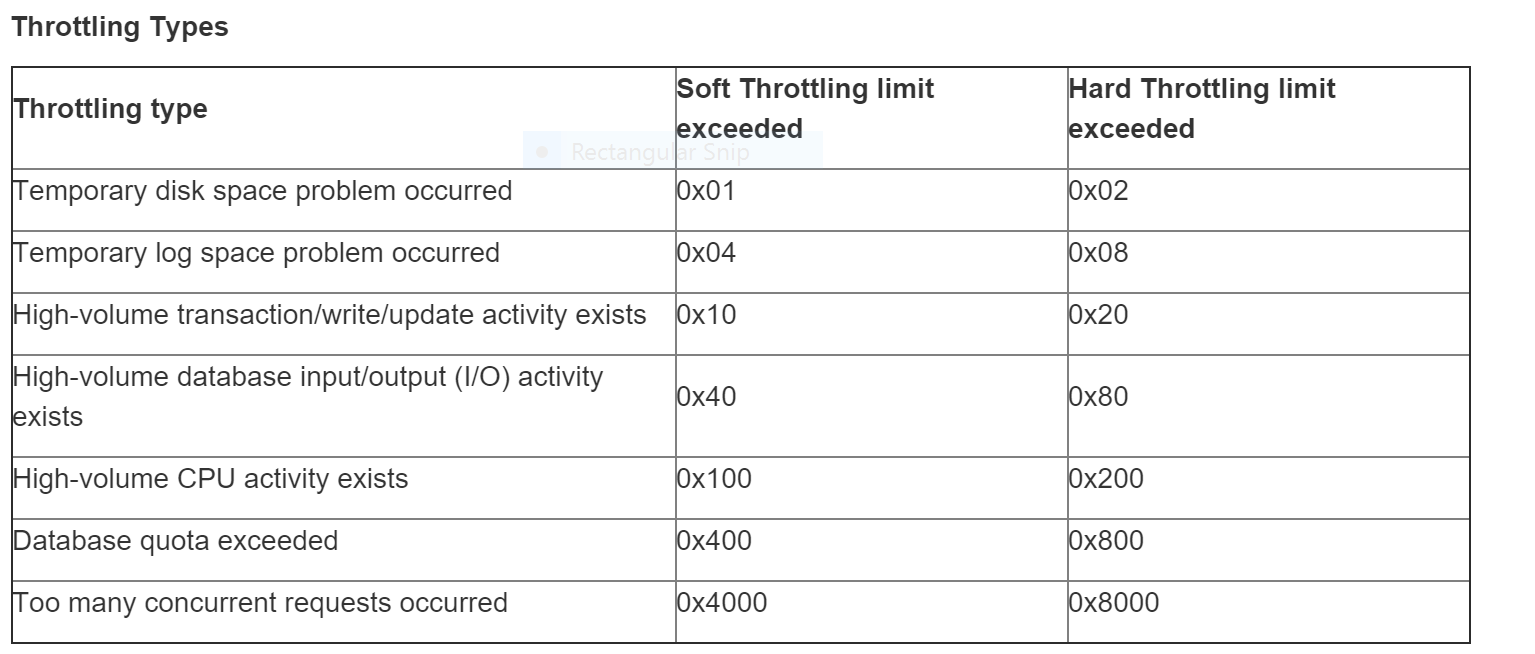 Throttling Types
Throttling type
Soft Throttling limit
exceeded
Hard Throttling limit
exceeded
Rectangular Snip
Temporary disk space problem occurred 0x01 0x02
Temporary log space problem occurred 0x04 0x08
High-volume transaction/write/update activity exists 0x10 0x20
High-volume database input/output (I/O) activity
exists
0x40 0x80
High-volume CPU activity exists 0x100 0x200
Database quota exceeded 0x400 0x800
Too many concurrent requests occurred 0x4000 0x8000